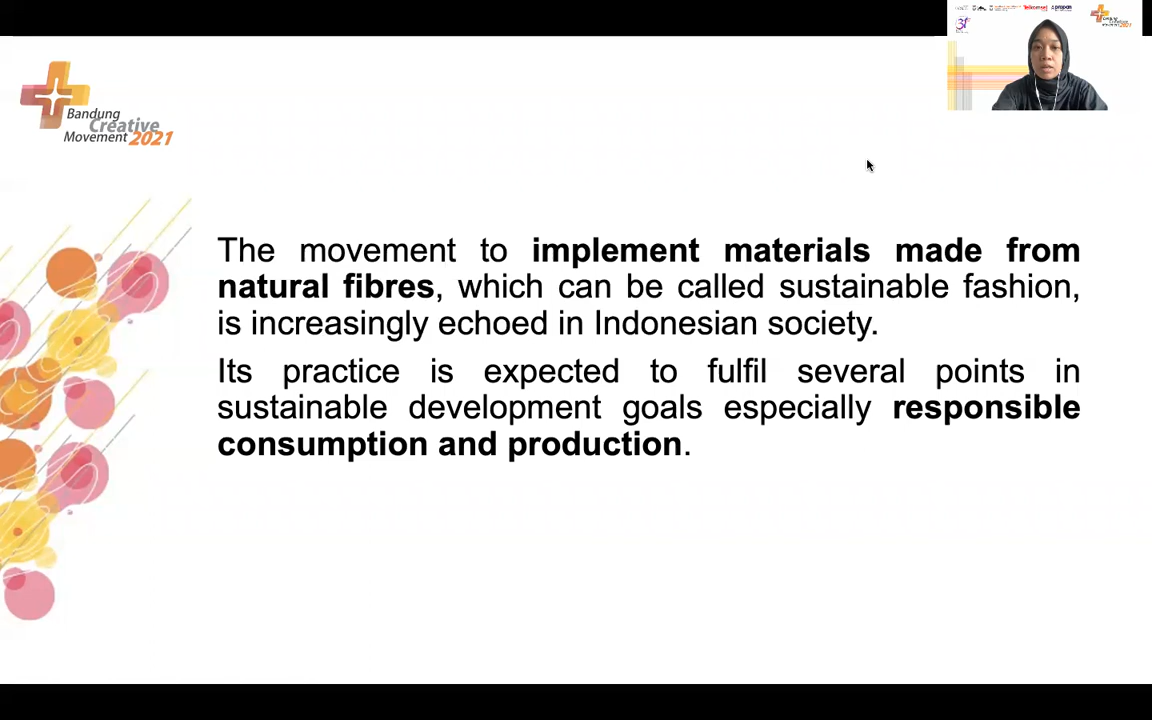 Telkomsel
Bandung
Creative
Movement 2021
The movement to implement materials made from
natural fibres, which can be called sustainable fashion,
is increasingly echoed in Indonesian society.
Its practice is expected to fulfil several points in
sustainable development goals especially responsible
consumption and production.